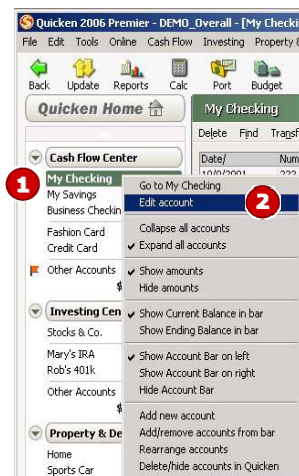 Quicken 2006 Premier - DEMO_Overall - [My Checki
File Edit Tools Online Cash Flow Investing Property &
Back Update Reports Calc Port Budget
Quicken Home
My Checking
Delete Find Transf
Cash Flow Center
Date/ Num
My Checking
1
My Savings
Business Checkin
Fashion Card
Credit Card
Other Accounts
$
Investing Cen
Stocks & Co.
Mary's IRA
Rob's 401k
Other Accounts
$
Property & De
Home
Sports Car
Go to My Checking
Edit account
2
Collapse all accounts
Expand all accounts
Show amounts
Hide amounts
Show Current Balance in bar
Show Ending Balance in bar
Show Account Bar on left
Show Account Bar on right
Hide Account Bar
Add new account
Add/remove accounts from bar
Rearrange accounts
Delete/hide accounts in Quicken